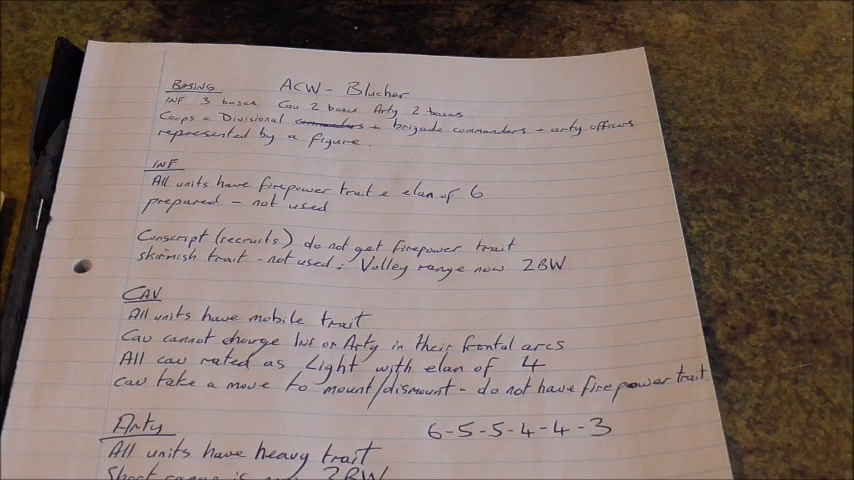 BASING ACW - Blucher
INF 3 bases Cav 2 bases Arty 2 bases.
Corps & Divisional commanders + brigade commanders + arty officers
represented by a figure.
INF
All units have firepower trait & elan of 6
prepared - not used
Conscript (recruits) do not get firepower trait
skirmish trait - not used: Volley range now 2BW
CAV
All units have mobile trait
Cav cannot charge Inf or Arty in their frontal arcs
All cav rated as Light with elan of 4
cav take a move to mount/dismount - do not have firepower trait.
Arty 6-5-5-4-4-3
All units have heavy trait
Short range is 2BW